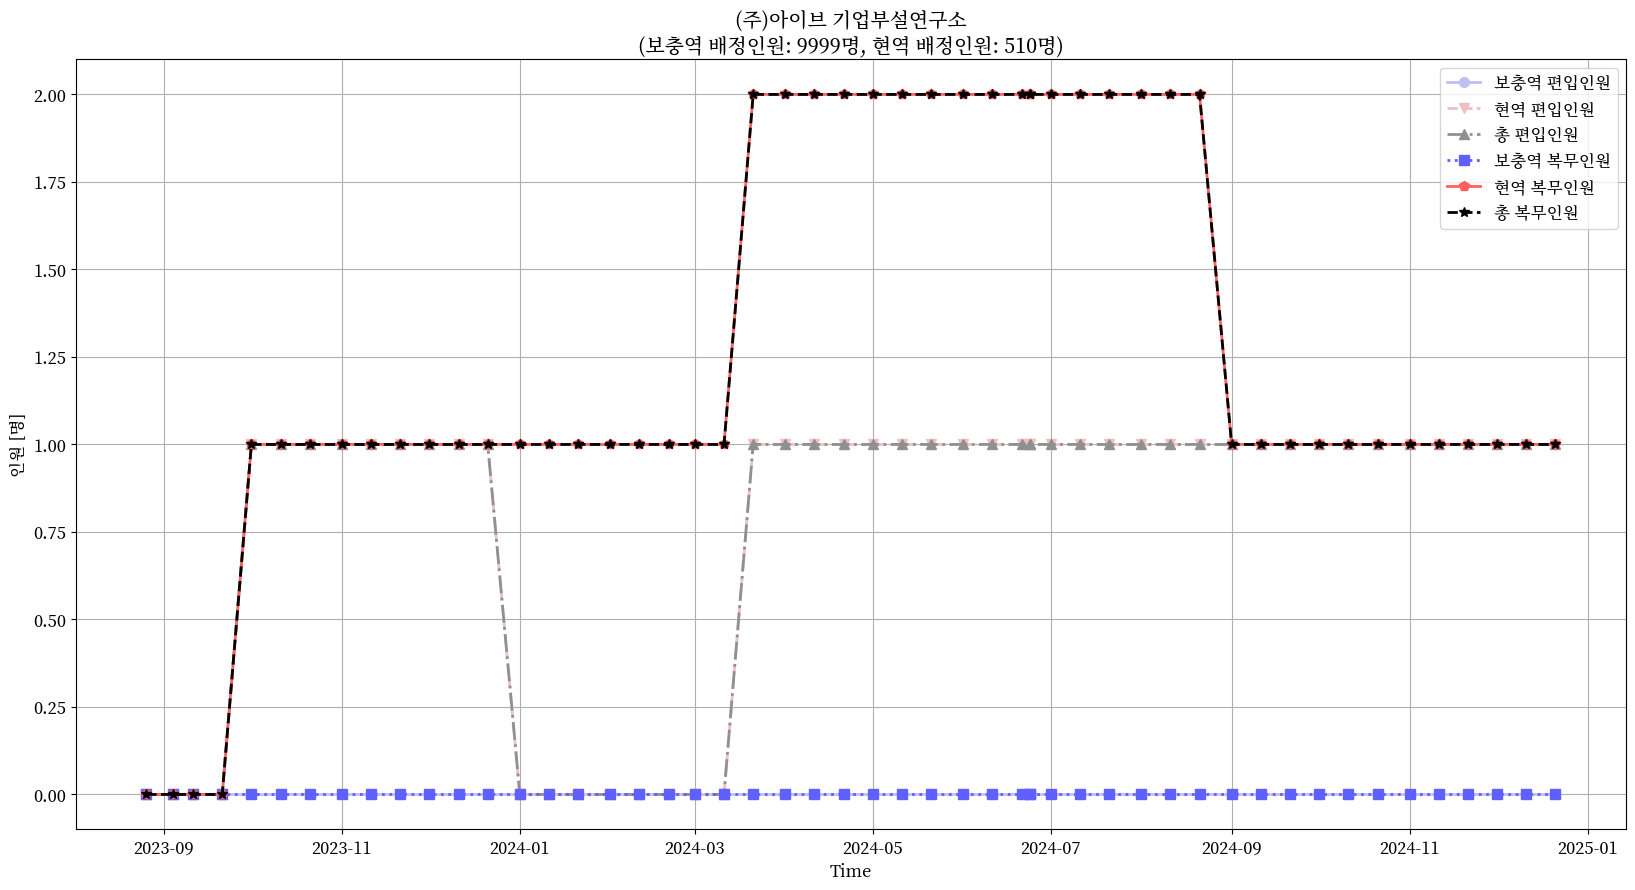 (주)아이브 기업부설연구소
(보충역 배정인원: 9999명, 현역 배정인원: 510명)
보충역 편입인원
현역 편입인원
총 편입인원
보충역 복무인원
현역 복무인원
총 복무인원
2.00
1.75
1.50
1.25
1.00
0.75
0.50
0.25
0.00
인원 [명]
2023-09 2023-11 2024-01 2024-03 2024-05 2024-07 2024-09 2024-11 2025-01
Time